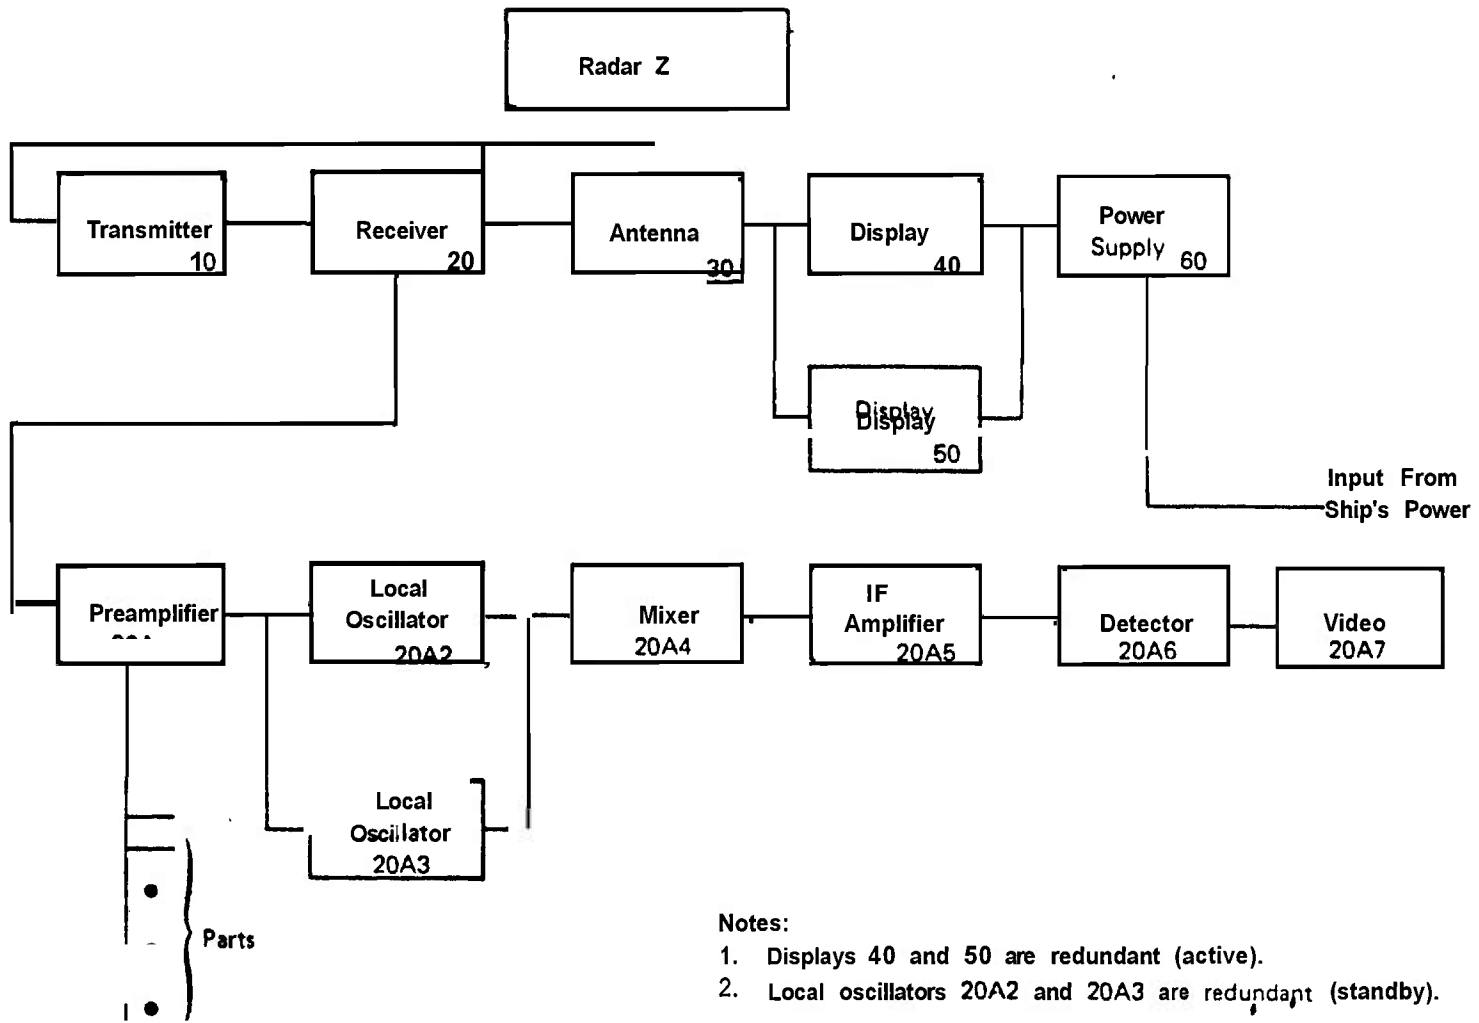 Radar Z
Transmitter
10
Receiver
20
Antenna
30
Display
40
Power
Supply 60
Display
Display
50
Input From
Ship's Power
Preamplifier
Local
Oscillator
20A2
Mixer
20A4
IF
Amplifier
20A5
Detector
20A6
Video
20A7
Local
Oscillator
20A3
Parts
Notes:
1. Displays 40 and 50 are redundant (active).
2. Local oscillators 20A2 and 20A3 are redundant (standby).